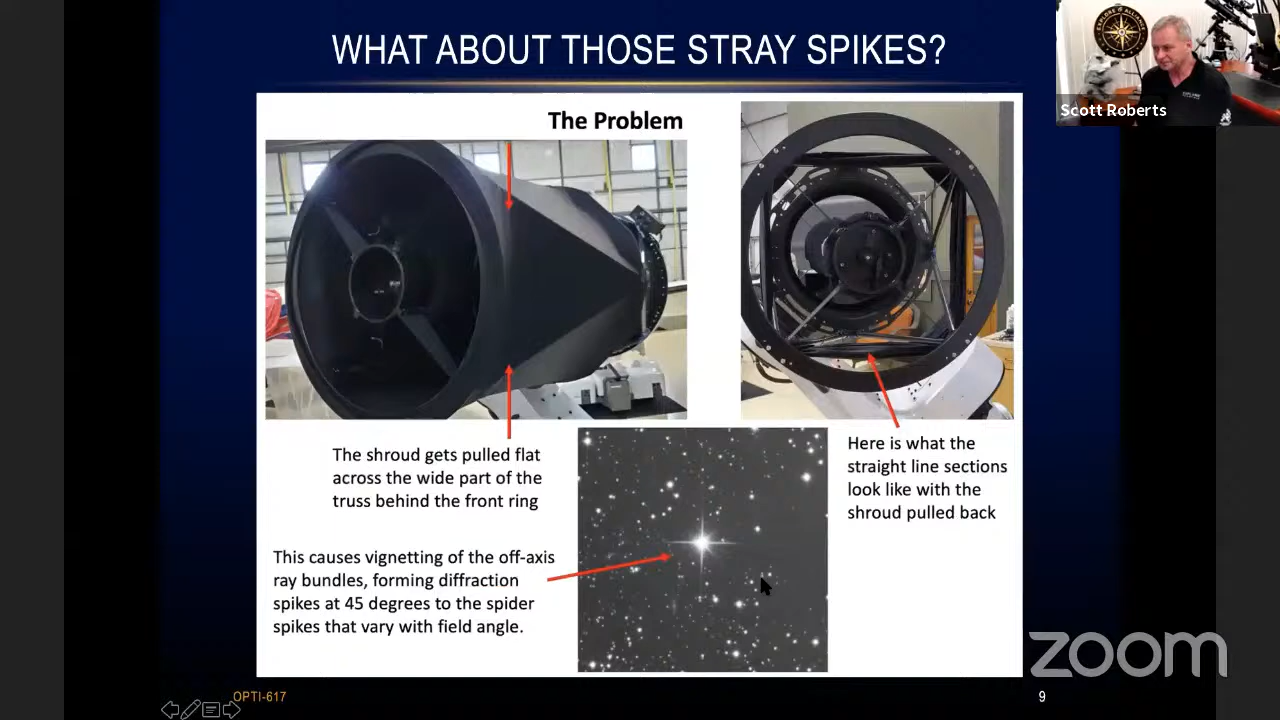 WHAT ABOUT THOSE STRAY SPIKES?
Scott Roberts
The Problem
The shroud gets pulled flat
across the wide part of the
truss behind the front ring
Here is what the
straight line sections
look like with the
shroud pulled back
This causes vignetting of the off-axis
ray bundles, forming diffraction
spikes at 45 degrees to the spider
spikes that vary with field angle.
zoom
OPTI-617
9